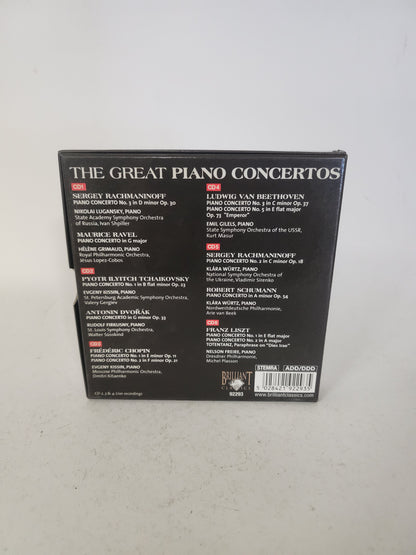 THE GREAT PIANO CONCERTOS
CD1
SERGEY RACHMANINOFF
PIANO CONCERTO No. 3 in D minor Op. 30
NIKOLAI LUGANSKY, PIANO
State Academy Symphony Orchestra
of Russia, Ivan Shpiller
MAURICE RAVEL
PIANO CONCERTO in G major
HÉLÈNE GRIMAUD, PIANO
Royal Philharmonic Orchestra,
Jésus Lopez-Cobos
CD2
PYOTR ILYITCH TCHAIKOVSKY
PIANO CONCERTO No. 1 in B flat minor Op. 23
EVGENY KISSIN, PIANO
St. Petersburg Academic Symphony Orchestra,
Valery Gergiev
ANTONIN DVOŘÁK
PIANO CONCERTO in G minor Op. 33
RUDOLF FIRKUSNY, PIANO
St. Louis Symphony Orchestra,
Walter Süsskind
CD3
FRÉDÉRIC CHOPIN
PIANO CONCERTO No. 1 in E minor Op. 11
PIANO CONCERTO No. 2 in F minor Op. 21
EVGENY KISSIN, PIANO
Moscow Philharmonic Orchestra,
Dmitri Kitaenko
CD 2, 3 & 4 live recordings
CD4
LUDWIG VAN BEETHOVEN
PIANO CONCERTO No. 3 in C minor Op. 37
PIANO CONCERTO No. 5 in E flat major
Op. 73 "Emperor"
EMIL GILELS, PIANO
State Symphony Orchestra of the USSR,
Kurt Masur
CD5
SERGEY RACHMANINOFF
PIANO CONCERTO No. 2 in C minor Op. 18
KLÁRA WÜRTZ, PIANO
National Symphony Orchestra of
the Ukraine, Vladimir Sirenko
ROBERT SCHUMANN
PIANO CONCERTO in A minor Op. 54
KLÁRA WÜRTZ, PIANO
Nordwestdeutsche Philharmonie,
Arie van Beek
CD6
FRANZ LISZT
PIANO CONCERTO No. 1 in E flat major
PIANO CONCERTO No. 2 in A major
TOTENTANZ, Paraphrase on "Dies Irae"
NELSON FREIRE, PIANO
Dresdner Philharmonie,
Michel Plasson
BRILLIANT
CLASSICS
92293
STEMRA
ADD/DDD
5 028421 922935
www.brilliantclassics.com